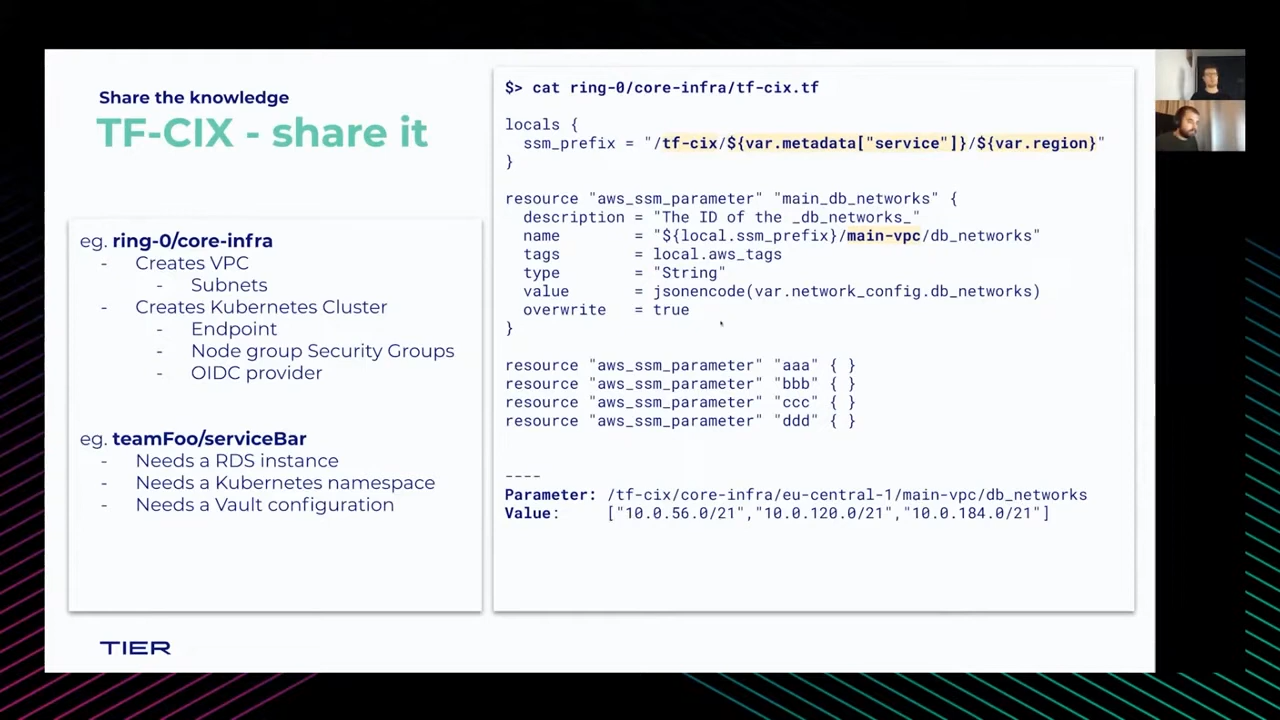 Share the knowledge
TF-CIX - share it
eg. ring-0/core-infra
- Creates VPC
- Subnets
- Creates Kubernetes Cluster
- Endpoint
- Node group Security Groups
- OIDC provider
eg. teamFoo/serviceBar
- Needs a RDS instance
- Needs a Kubernetes namespace
- Needs a Vault configuration
TIER
$> cat ring-0/core-infra/tf-cix.tf
locals {
  ssm_prefix = "/tf-cix/${var.metadata["service"]}/${var.region}"
}
resource "aws_ssm_parameter" "main_db_networks" {
  description = "The ID of the _db_networks_"
  name        = "${local.ssm_prefix}/main-vpc/db_networks"
  tags        = local.aws_tags
  type        = "String"
  value       = jsonencode(var.network_config.db_networks)
  overwrite   = true
}
resource "aws_ssm_parameter" "aaa" { }
resource "aws_ssm_parameter" "bbb" { }
resource "aws_ssm_parameter" "ccc" { }
resource "aws_ssm_parameter" "ddd" { }
----
Parameter: /tf-cix/core-infra/eu-central-1/main-vpc/db_networks
Value:     ["10.0.56.0/21","10.0.120.0/21","10.0.184.0/21"]